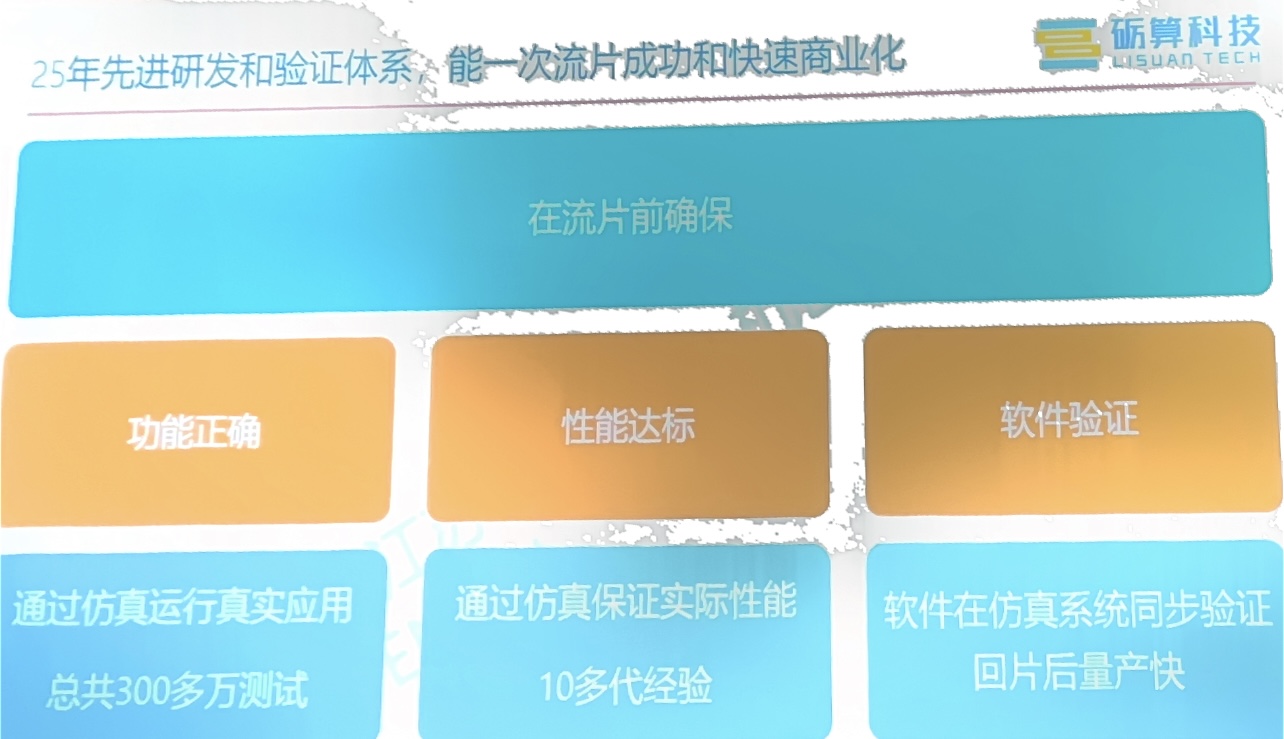 25年先进研发和验证体系，能一次流片成功和快速商业化
砺算科技
LISUAN TECH
在流片前确保
功能正确
性能达标
软件验证
通过仿真运行真实应用
总共300多万测试
通过仿真保证实际性能
10多代经验
软件在仿真系统同步验证
回片后量产快